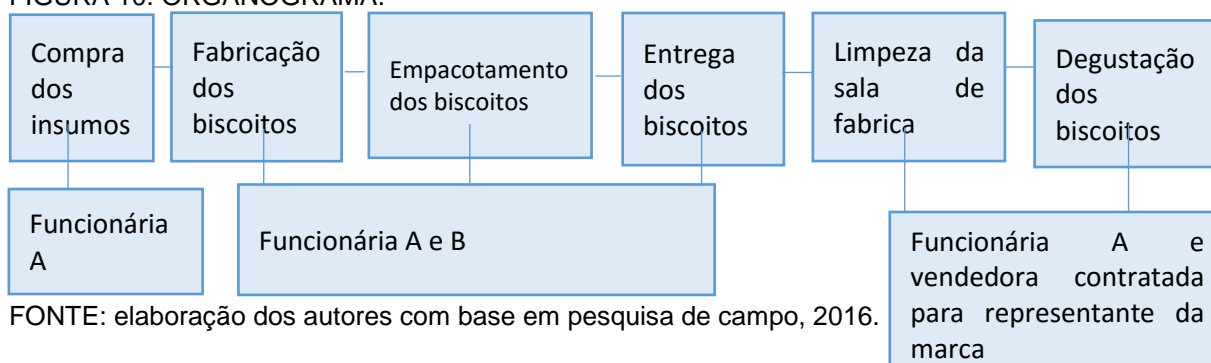 FIGURA 10: ORGANOGRAMA.
Compra
dos
insumos
Fabricação
dos
biscoitos
Empacotamento
dos biscoitos
Entrega
dos
biscoitos
Limpeza da
sala de
fabrica
Degustação
dos
biscoitos
Funcionária
A
Funcionária A e B
Funcionária A e
vendedora contratada
para representante da
marca
FONTE: elaboração dos autores com base em pesquisa de campo, 2016.